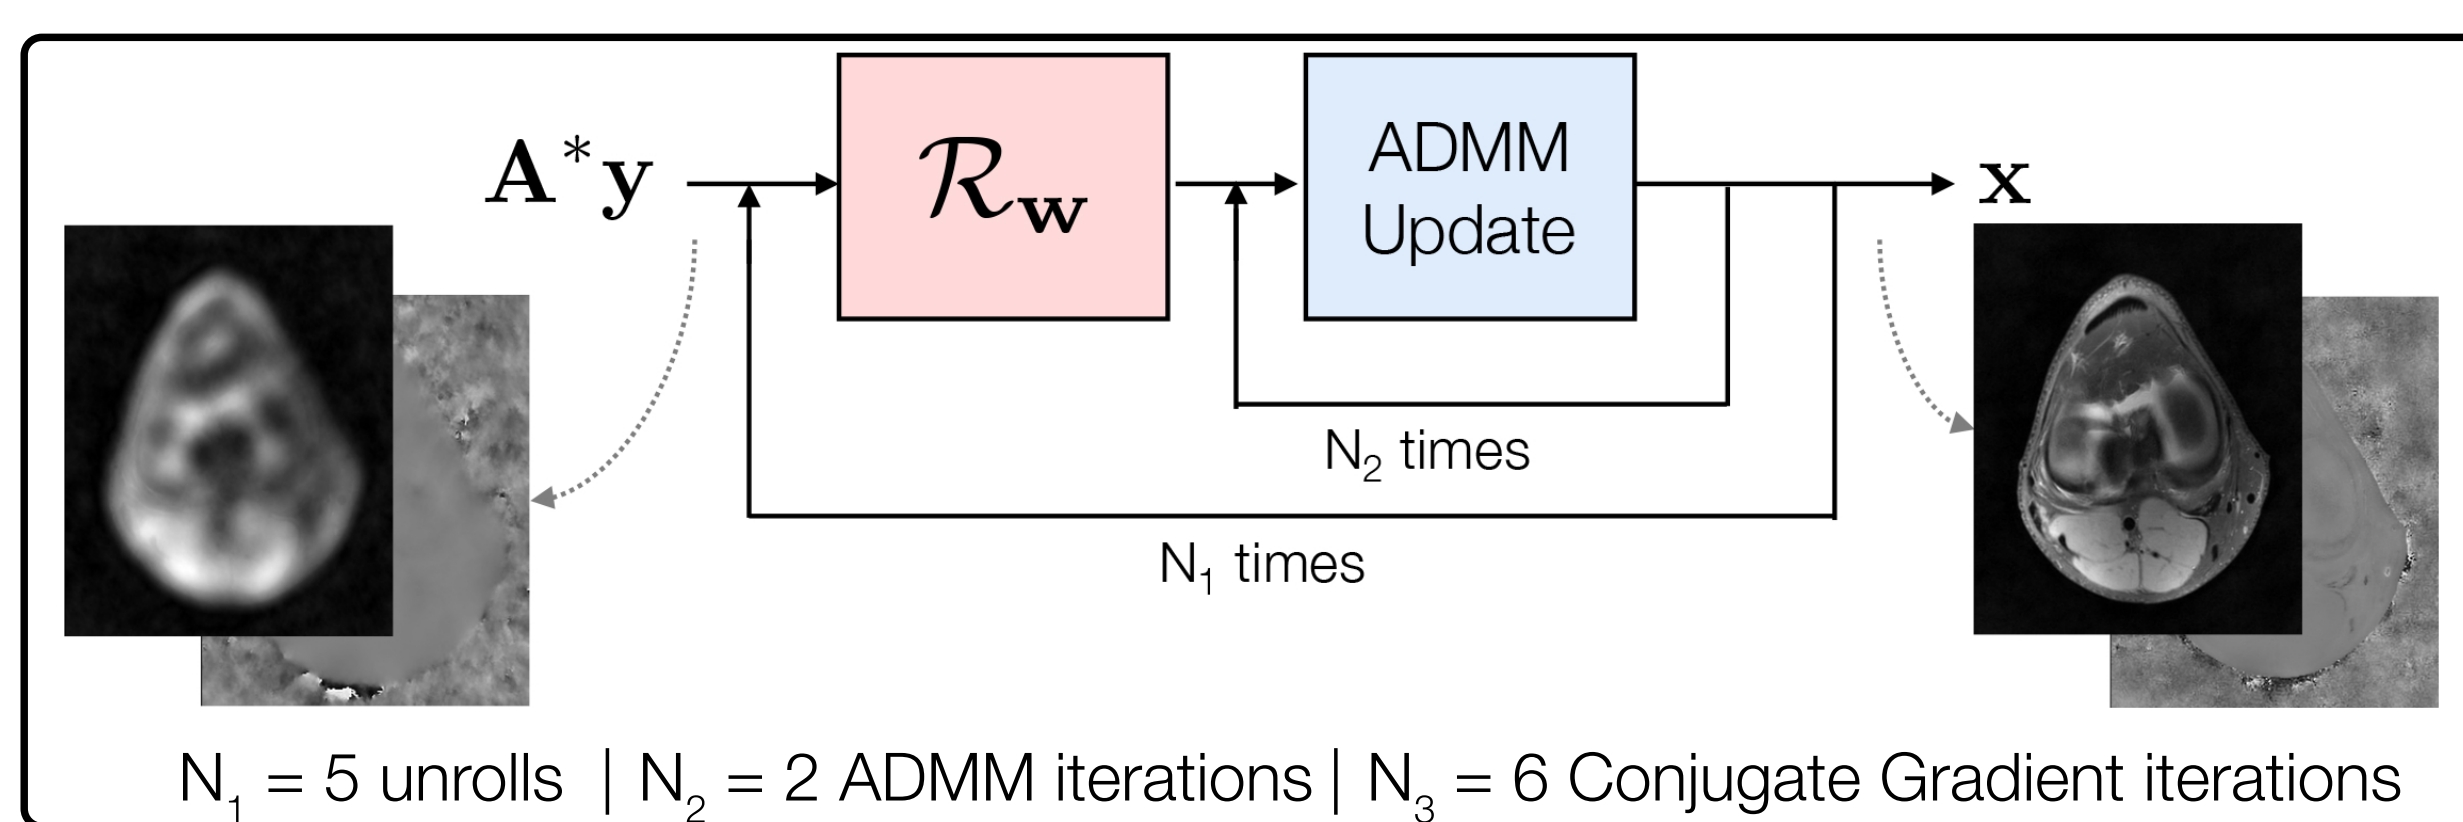 A*y
R_w
ADMM
Update
x
N₂ times
N₁ times
N₁ = 5 unrolls | N₂ = 2 ADMM iterations | N₃ = 6 Conjugate Gradient iterations